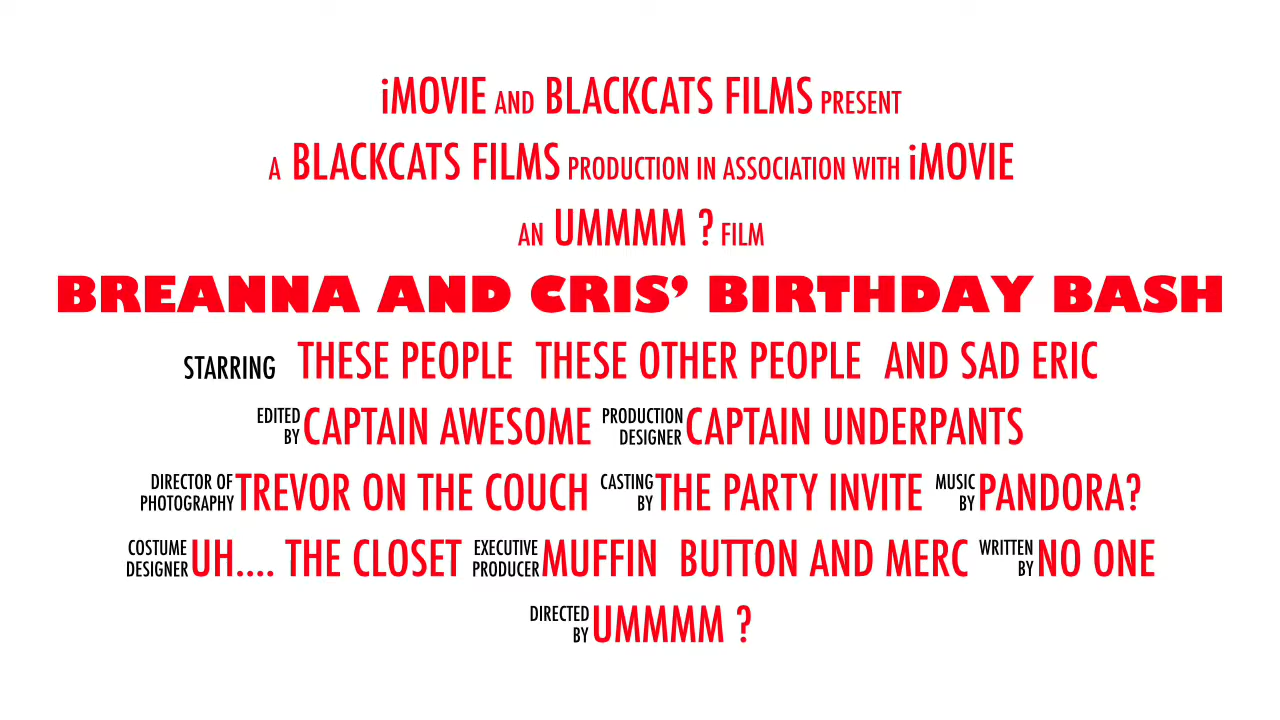 iMOVIE AND BLACKCATS FILMS PRESENT
A BLACKCATS FILMS PRODUCTION IN ASSOCIATION WITH iMOVIE
AN UMMMM ? FILM
BREANNA AND CRIS’ BIRTHDAY BASH
STARRING THESE PEOPLE THESE OTHER PEOPLE AND SAD ERIC
EDITED BY CAPTAIN AWESOME PRODUCTION DESIGNER CAPTAIN UNDERPANTS
DIRECTOR OF PHOTOGRAPHY TREVOR ON THE COUCH CASTING BY THE PARTY INVITE MUSIC BY PANDORA?
COSTUME DESIGNER UH.... THE CLOSET EXECUTIVE PRODUCER MUFFIN BUTTON AND MERC WRITTEN BY NO ONE
DIRECTED BY UMMMM ?